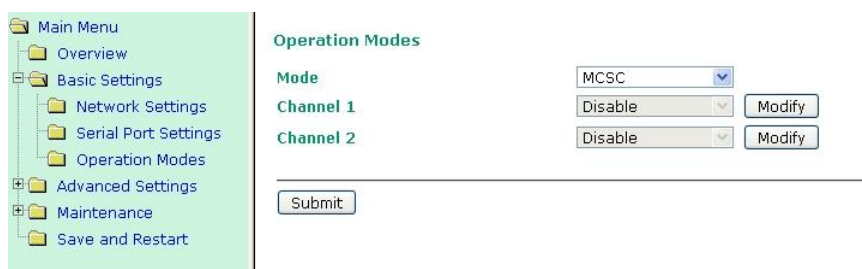 Main Menu
Overview
Basic Settings
Network Settings
Serial Port Settings
Operation Modes
Advanced Settings
Maintenance
Save and Restart
Operation Modes
Mode MCSC
Channel 1 Disable Modify
Channel 2 Disable Modify
Submit